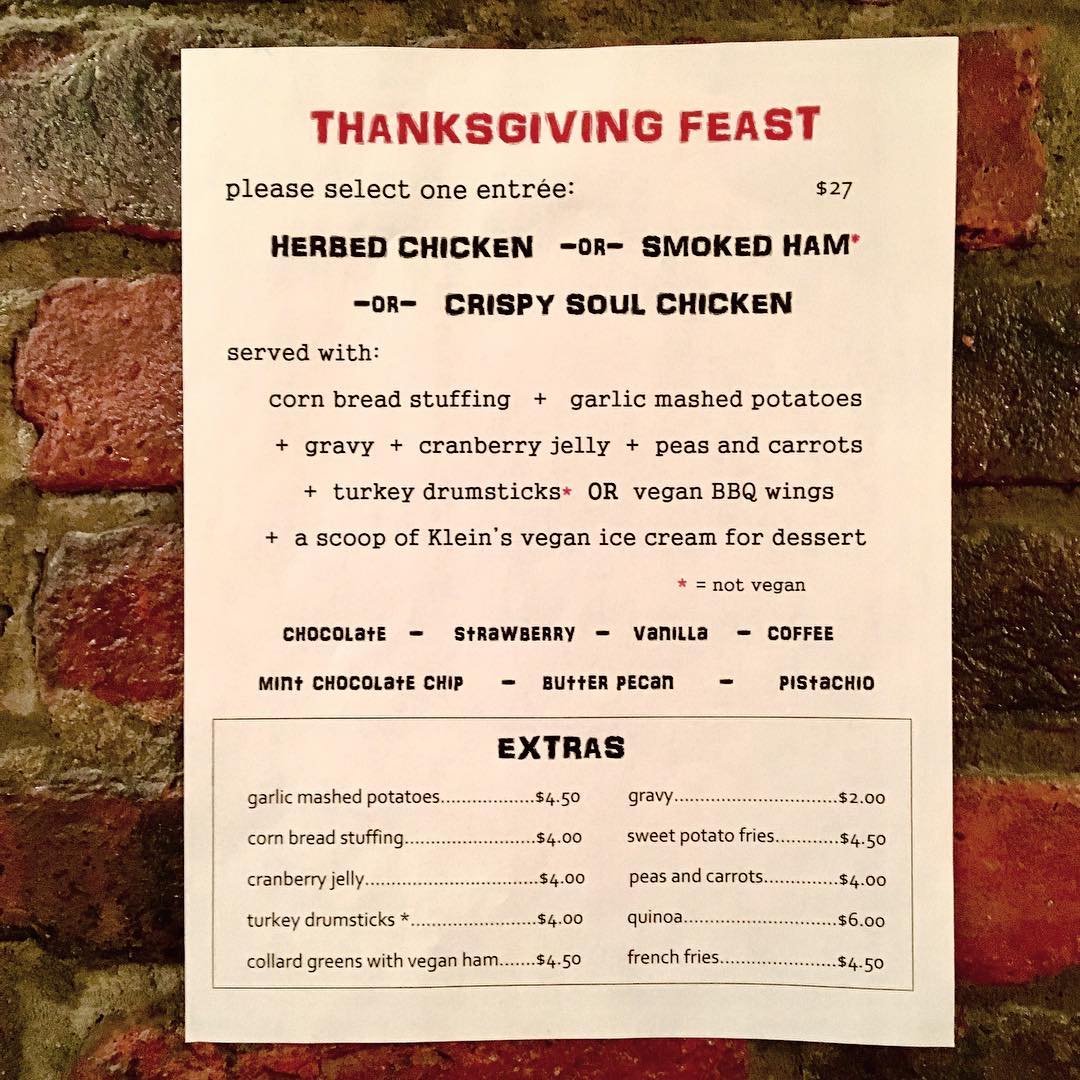 THANKSGIVING FEAST
please select one entrée: $27
HERBED CHICKEN -OR- SMOKED HAM*
-OR- CRISPY SOUL CHICKEN
served with:
corn bread stuffing + garlic mashed potatoes
+ gravy + cranberry jelly + peas and carrots
+ turkey drumsticks* OR vegan BBQ wings
+ a scoop of Klein's vegan ice cream for dessert
* = not vegan
CHOCOLATE - STRAWBERRY - VANILLA - COFFEE
MINT CHOCOLATE CHIP - BUTTER PECAN - PISTACHIO
EXTRAS
garlic mashed potatoes..................$4.50
corn bread stuffing.........................$4.00
cranberry jelly.................................$4.00
turkey drumsticks *........................$4.00
collard greens with vegan ham.......$4.50
gravy...............................$2.00
sweet potato fries............$4.50
peas and carrots..............$4.00
quinoa.............................$6.00
french fries......................$4.50